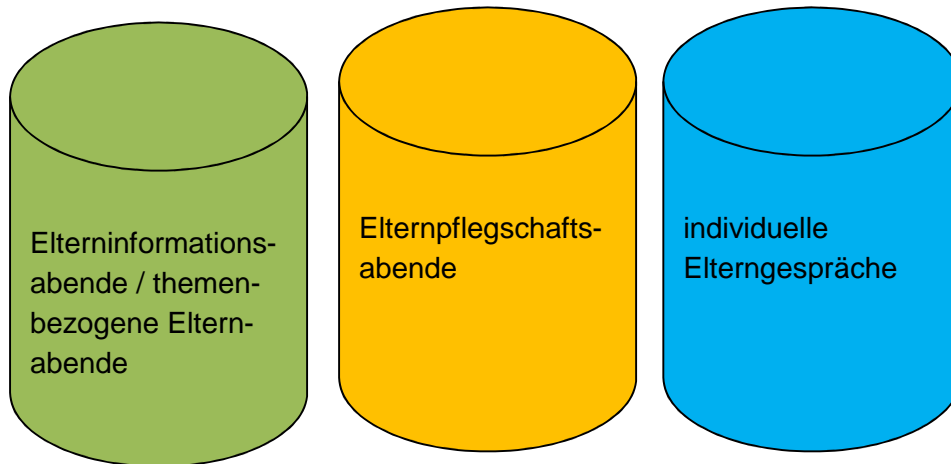 Elterninformations-
abende / themen-
bezogene Eltern-
abende
Elternpflegschafts-
abende
individuelle
Elterngespräche